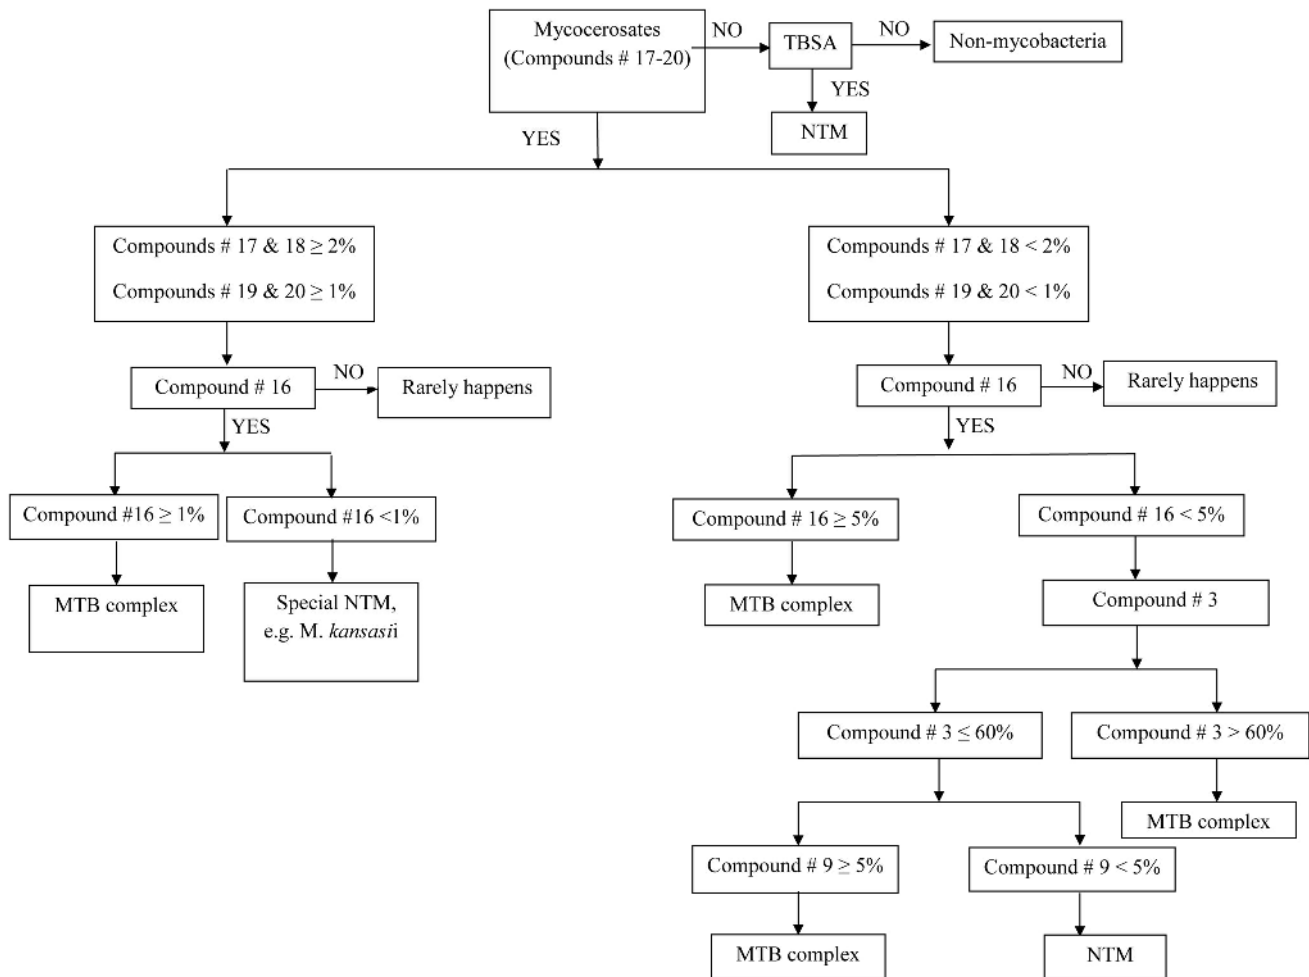 Mycocerosates
(Compounds # 17-20)
NO
TBSA
NO
Non-mycobacteria
YES
NTM
YES
Compounds # 17 & 18 ≥ 2%
Compounds # 19 & 20 ≥ 1%
Compounds # 17 & 18 < 2%
Compounds # 19 & 20 < 1%
Compound # 16
NO
Rarely happens
Compound # 16
NO
Rarely happens
YES
YES
Compound #16 ≥ 1%
Compound #16 <1%
Compound # 16 ≥ 5%
Compound # 16 < 5%
MTB complex
Special NTM,
e.g. M. kansasii
MTB complex
Compound # 3
Compound # 3 ≤ 60%
Compound # 3 > 60%
MTB complex
Compound # 9 ≥ 5%
Compound # 9 < 5%
MTB complex
NTM